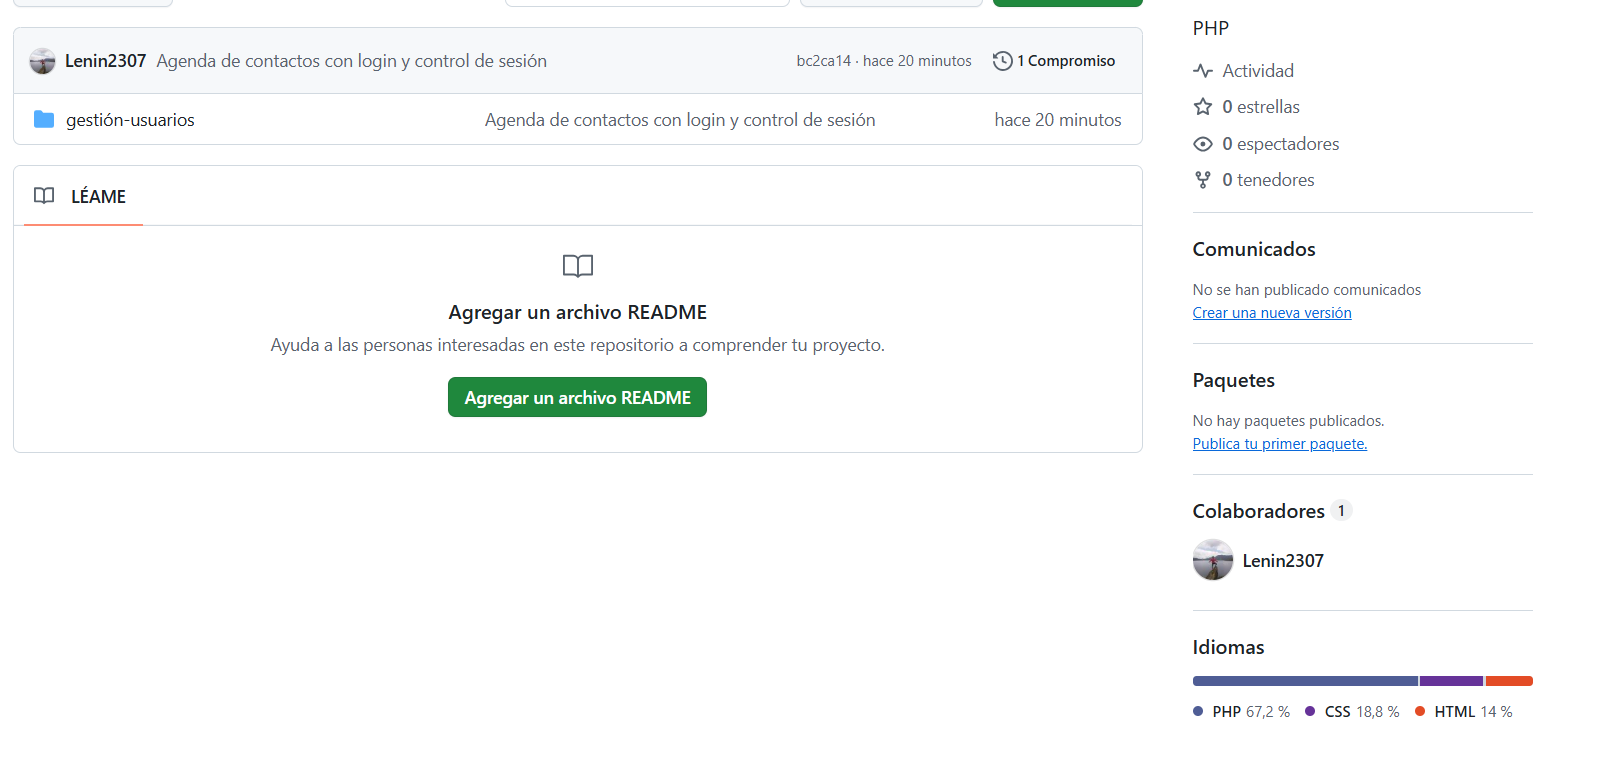 Lenin2307 Agenda de contactos con login y control de sesión bc2ca14 · hace 20 minutos 1 Compromiso
gestión-usuarios Agenda de contactos con login y control de sesión hace 20 minutos
LÉAME
Agregar un archivo README
Ayuda a las personas interesadas en este repositorio a comprender tu proyecto.
Agregar un archivo README
PHP
Actividad
0 estrellas
0 espectadores
0 tenedores
Comunicados
No se han publicado comunicados
Crear una nueva versión
Paquetes
No hay paquetes publicados.
Publica tu primer paquete.
Colaboradores 1
Lenin2307
Idiomas
PHP 67,2 % CSS 18,8 % HTML 14 %